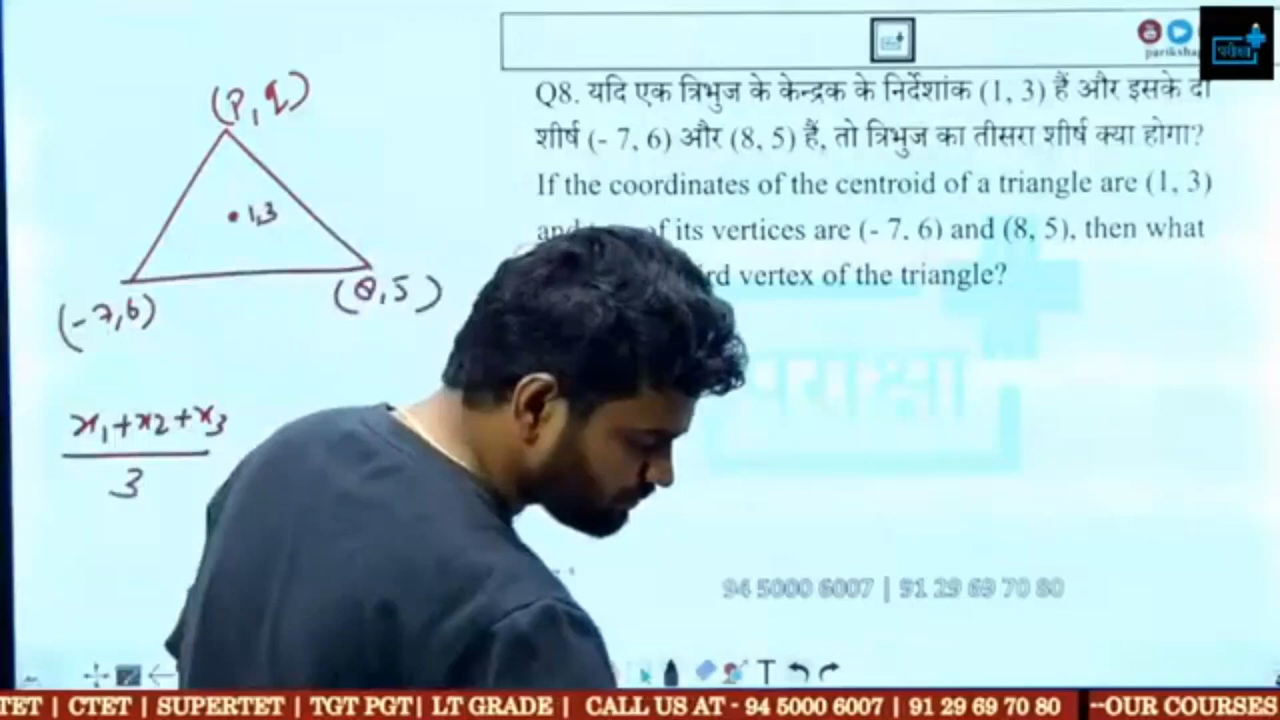 परीक्षा
Q8. यदि एक त्रिभुज के केन्द्रक के निर्देशांक (1, 3) हैं और इसके दो
शीर्ष (- 7, 6) और (8, 5) हैं, तो त्रिभुज का तीसरा शीर्ष क्या होगा?
If the coordinates of the centroid of a triangle are (1, 3)
and of its vertices are (- 7. 6) and (8, 5), then what
rd vertex of the triangle?
(P, q)
1,3
(-7,6)
(8,5)
x1+x2+x3
3
परीक्षा
94 5000 6007 | 91 29 69 70 80
T
TET | CTET | SUPERTET | TGT PGT| LT GRADE | CALL US AT - 94 5000 6007 | 91 29 69 70 80 --OUR COURSES